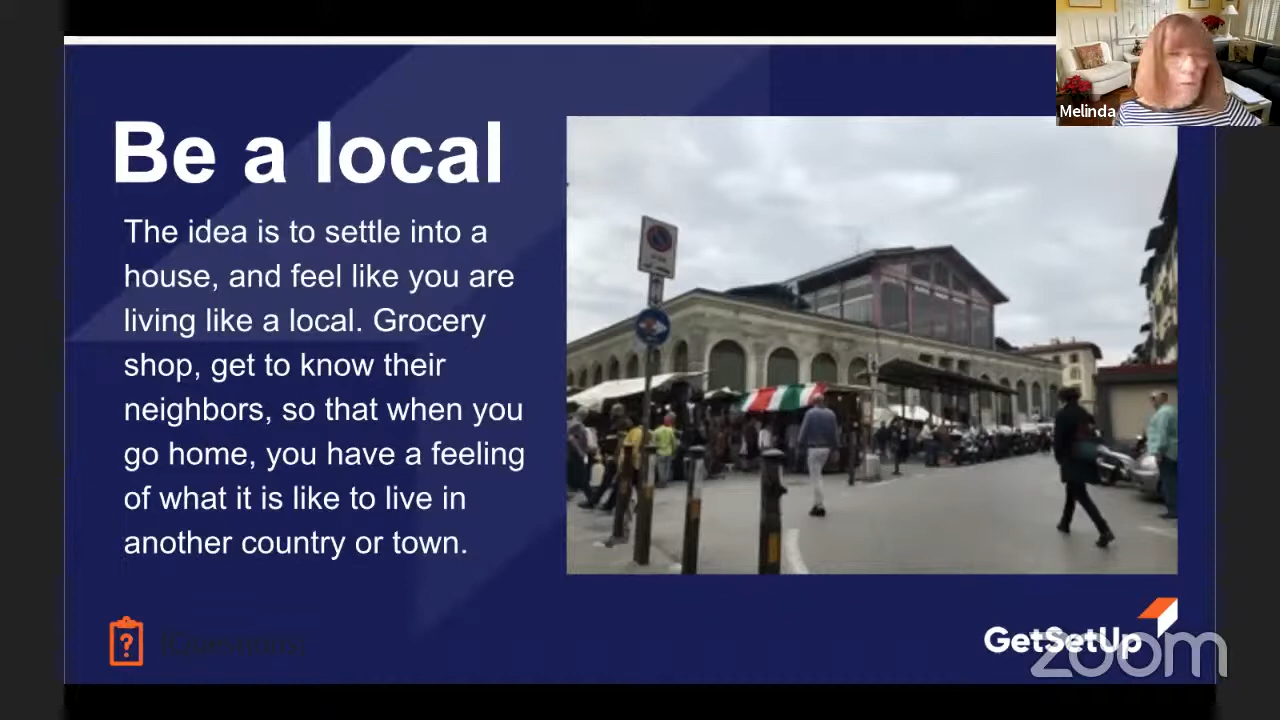 Melinda
Be a local
The idea is to settle into a
house, and feel like you are
living like a local. Grocery
shop, get to know their
neighbors, so that when you
go home, you have a feeling
of what it is like to live in
another country or town.
?
(Questions)
GetSetUp
zoom